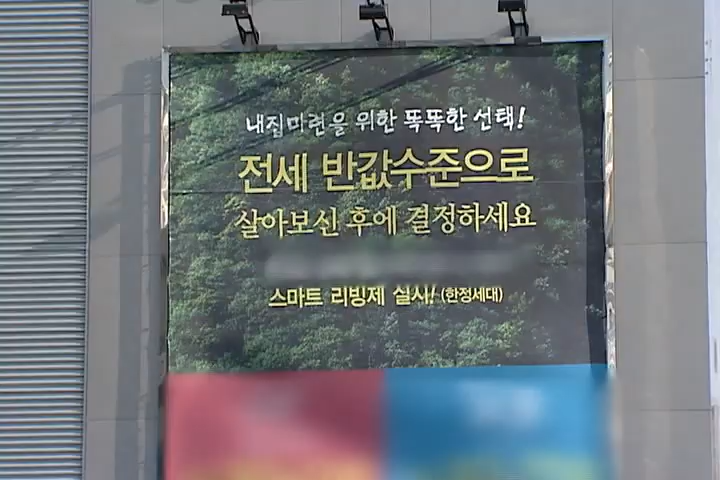 내집마련을 위한 똑똑한 선택!
전세 반값수준으로
살아보신 후에 결정하세요
스마트 리빙제 실시! (한정세대)